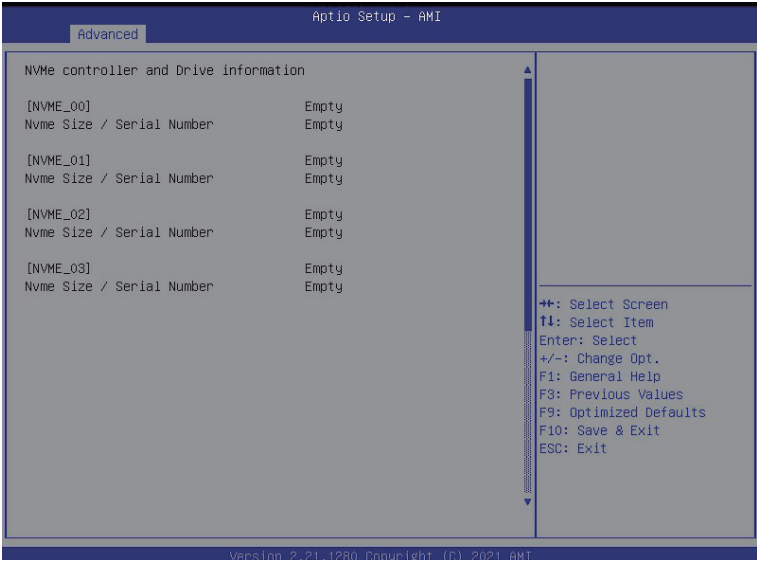 Aptio Setup – AMI
Advanced
NVMe controller and Drive information
[NVME_00] Empty
Nvme Size / Serial Number Empty
[NVME_01] Empty
Nvme Size / Serial Number Empty
[NVME_02] Empty
Nvme Size / Serial Number Empty
[NVME_03] Empty
Nvme Size / Serial Number Empty
→←: Select Screen
↑↓: Select Item
Enter: Select
+/-: Change Opt.
F1: General Help
F3: Previous Values
F9: Optimized Defaults
F10: Save & Exit
ESC: Exit
Version 2.21.1280 Copyright (C) 2021 AMI